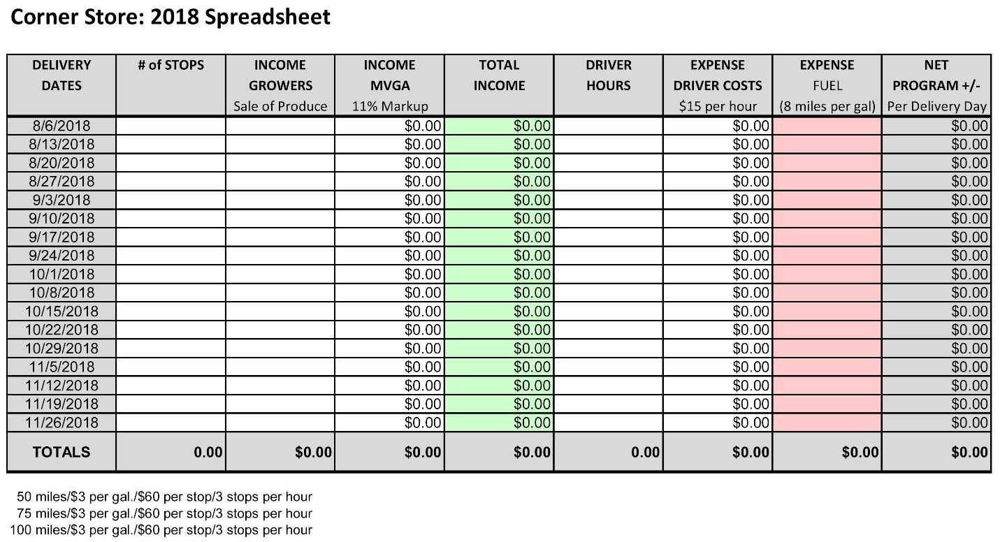 Corner Store: 2018 Spreadsheet
DELIVERY DATES | # of STOPS | INCOME GROWERS Sale of Produce | INCOME MVGA 11% Markup | TOTAL INCOME | DRIVER HOURS | EXPENSE DRIVER COSTS $15 per hour | EXPENSE FUEL (8 miles per gal) | NET PROGRAM +/- Per Delivery Day
8/6/2018 $0.00 $0.00 $0.00 $0.00
8/13/2018 $0.00 $0.00 $0.00 $0.00
8/20/2018 $0.00 $0.00 $0.00 $0.00
8/27/2018 $0.00 $0.00 $0.00 $0.00
9/3/2018 $0.00 $0.00 $0.00 $0.00
9/10/2018 $0.00 $0.00 $0.00 $0.00
9/17/2018 $0.00 $0.00 $0.00 $0.00
9/24/2018 $0.00 $0.00 $0.00 $0.00
10/1/2018 $0.00 $0.00 $0.00 $0.00
10/8/2018 $0.00 $0.00 $0.00 $0.00
10/15/2018 $0.00 $0.00 $0.00 $0.00
10/22/2018 $0.00 $0.00 $0.00 $0.00
10/29/2018 $0.00 $0.00 $0.00 $0.00
11/5/2018 $0.00 $0.00 $0.00 $0.00
11/12/2018 $0.00 $0.00 $0.00 $0.00
11/19/2018 $0.00 $0.00 $0.00 $0.00
11/26/2018 $0.00 $0.00 $0.00 $0.00
TOTALS 0.00 $0.00 $0.00 $0.00 0.00 $0.00 $0.00 $0.00
50 miles/$3 per gal./$60 per stop/3 stops per hour
75 miles/$3 per gal./$60 per stop/3 stops per hour
100 miles/$3 per gal./$60 per stop/3 stops per hour